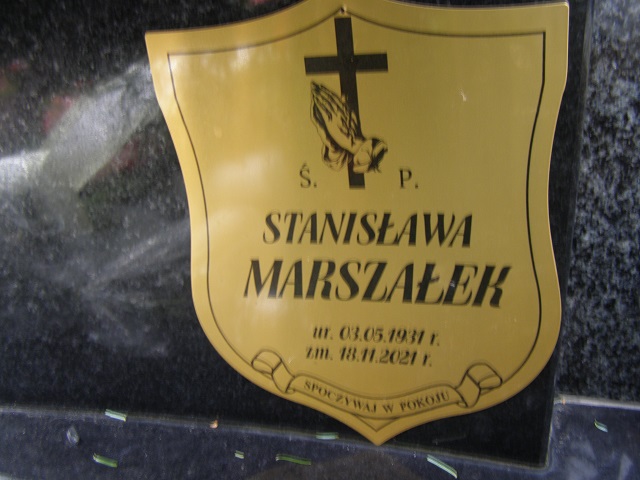 Ś. P.
STANISŁAWA
MARSZAŁEK
ur. 03.05.1931 r.
zm. 18.11.2021 r.
SPOCZYWAJ W POKOJU